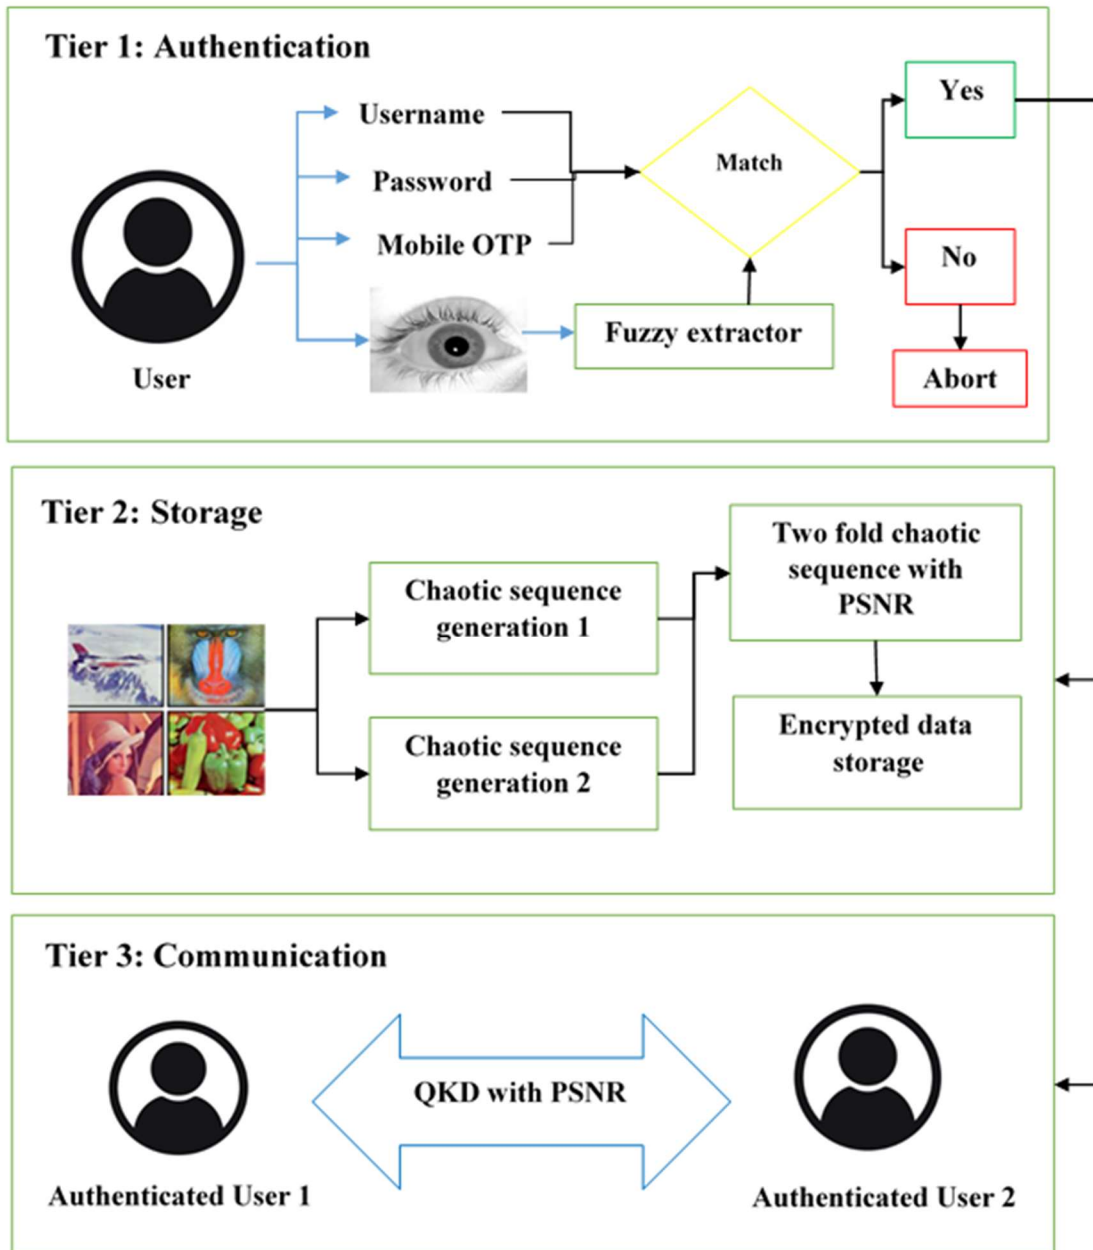 Tier 1: Authentication
Username
Password
Mobile OTP
User
Fuzzy extractor
Match
Yes
No
Abort
Tier 2: Storage
Chaotic sequence
generation 1
Chaotic sequence
generation 2
Two fold chaotic
sequence with
PSNR
Encrypted data
storage
Tier 3: Communication
Authenticated User 1
QKD with PSNR
Authenticated User 2